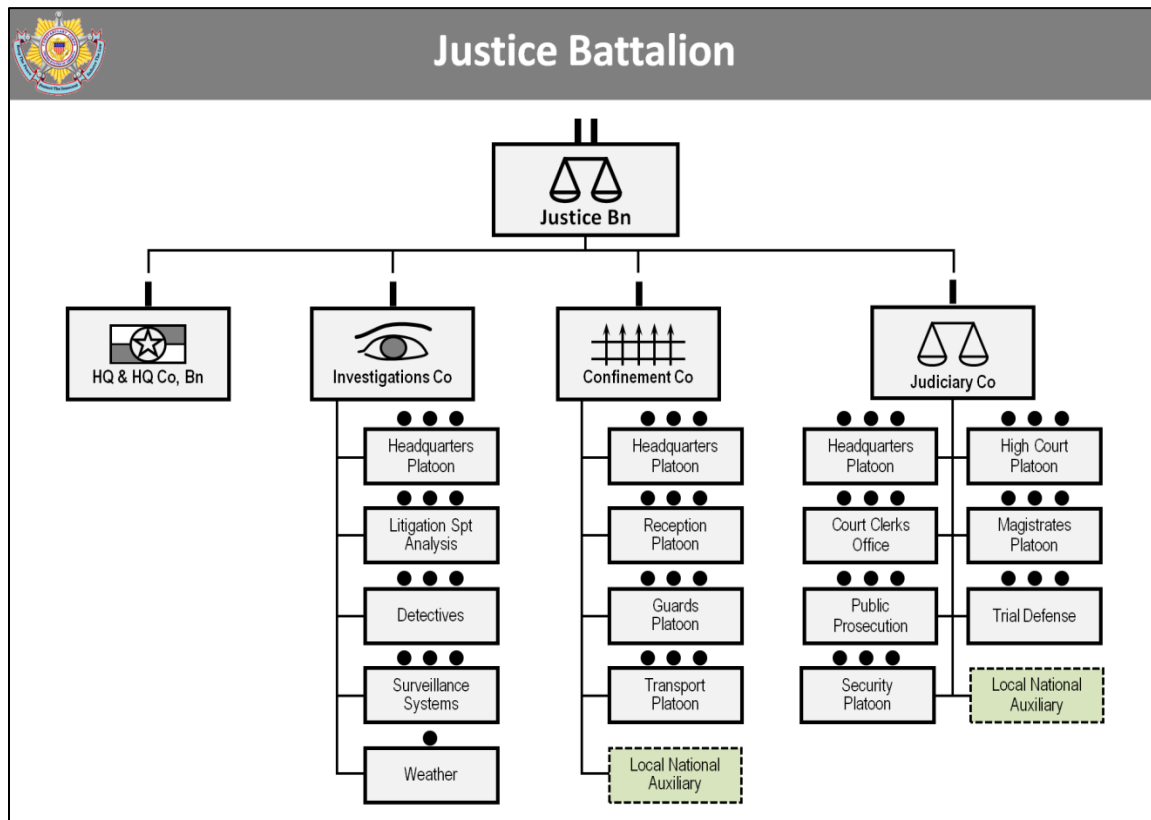 Justice Battalion
Justice Bn
HQ & HQ Co, Bn
Investigations Co
Confinement Co
Judiciary Co
Headquarters
Platoon
Litigation Spt
Analysis
Detectives
Surveillance
Systems
Weather
Headquarters
Platoon
Reception
Platoon
Guards
Platoon
Transport
Platoon
Local National
Auxiliary
Headquarters
Platoon
High Court
Platoon
Court Clerks
Office
Magistrates
Platoon
Public
Prosecution
Trial Defense
Security
Platoon
Local National
Auxiliary